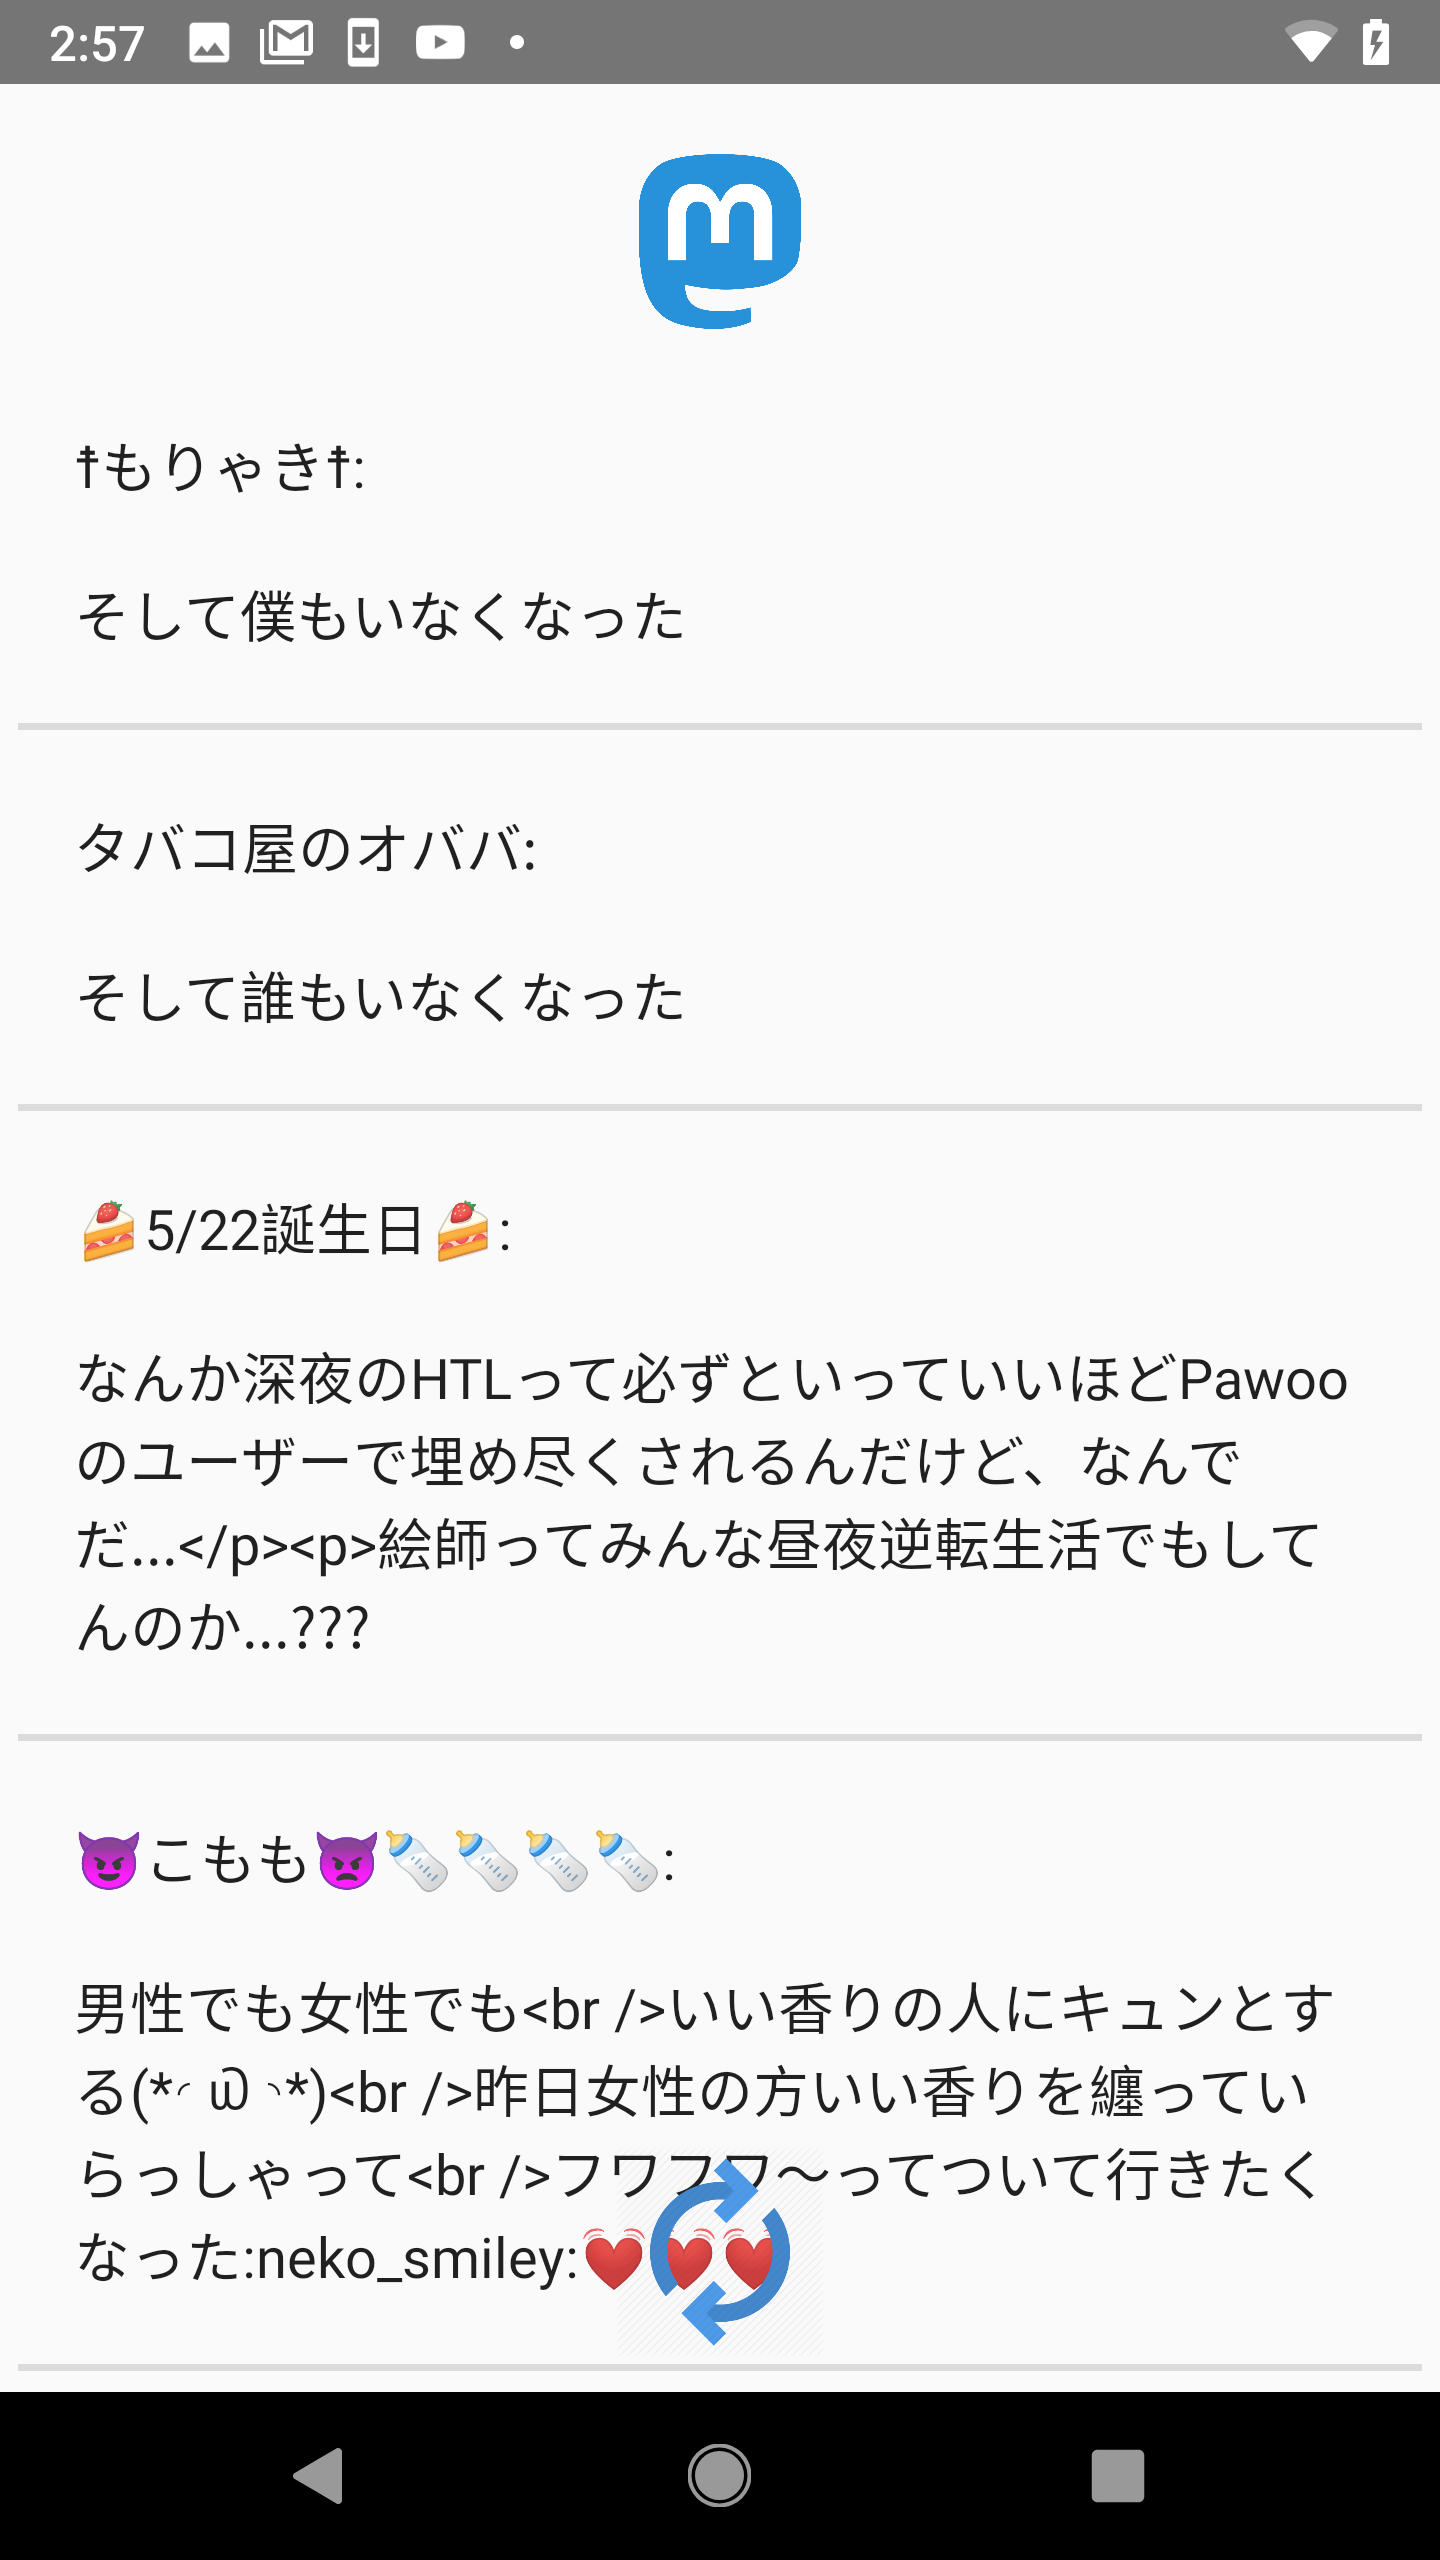 2:57
☨もりゃき☨:
そして僕もいなくなった
タバコ屋のオババ:
そして誰もいなくなった
🍰5/22誕生日🍰:
なんか深夜のHTLって必ずといっていいほどPawoo
のユーザーで埋め尽くされるんだけど、なんで
だ...</p><p>絵師ってみんな昼夜逆転生活でもして
んのか...???
😈こもも👿🍼🍼🍼🍼:
男性でも女性でも<br />いい香りの人にキュンとす
る(*◜ω◝*)<br />昨日女性の方いい香りを纏ってい
らっしゃって<br />フワフワ〜ってついて行きたく
なった:neko_smiley:💓💓💓